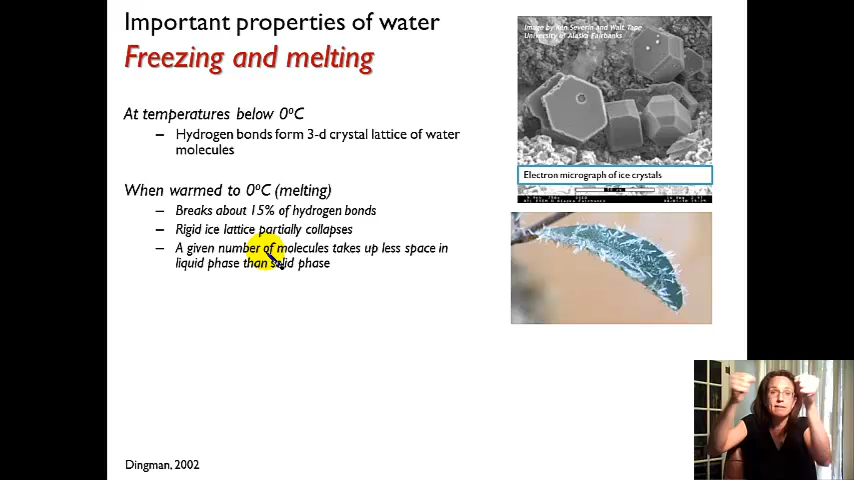 Important properties of water
Freezing and melting
At temperatures below 0°C
– Hydrogen bonds form 3-d crystal lattice of water
molecules
When warmed to 0°C (melting)
– Breaks about 15% of hydrogen bonds
– Rigid ice lattice partially collapses
– A given number of molecules takes up less space in
liquid phase than solid phase
Dingman, 2002
Image by Ken Severin and Walt Tape
University of Alaska Fairbanks
Electron micrograph of ice crystals